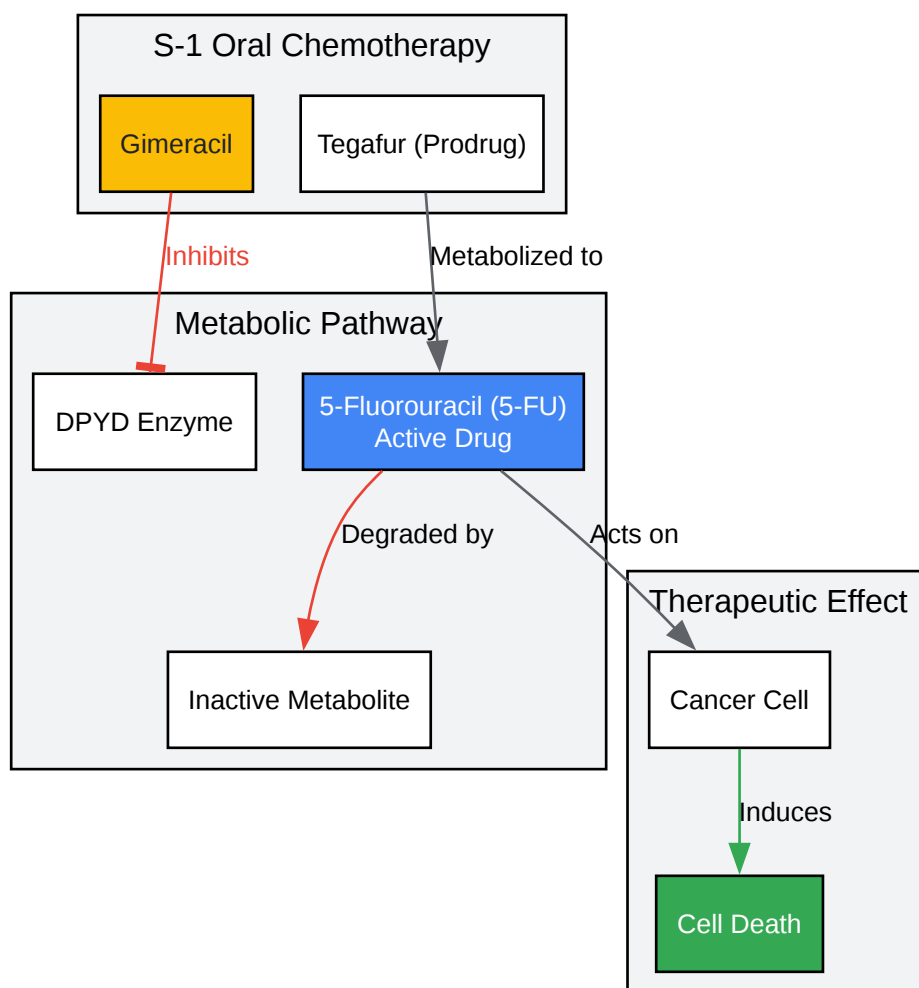 S-1 Oral Chemotherapy
Gimeracil
Tegafur (Prodrug)
Inhibits
Metabolized to
Metabolic Pathway
DPYD Enzyme
5-Fluorouracil (5-FU)
Active Drug
Degraded by
Acts on
Therapeutic Effect
Inactive Metabolite
Cancer Cell
Induces
Cell Death